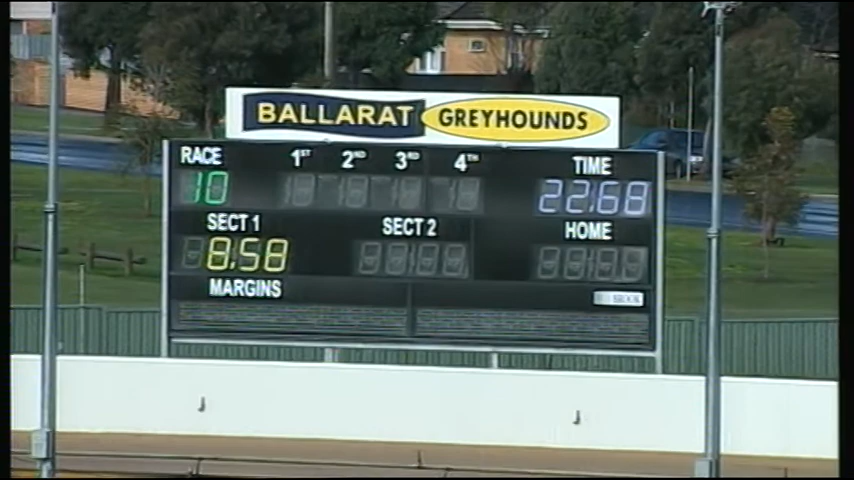 BALLARAT GREYHOUNDS
RACE 1ST 2ND 3RD 4TH TIME
10 22.68
SECT 1 SECT 2 HOME
8.58
MARGINS